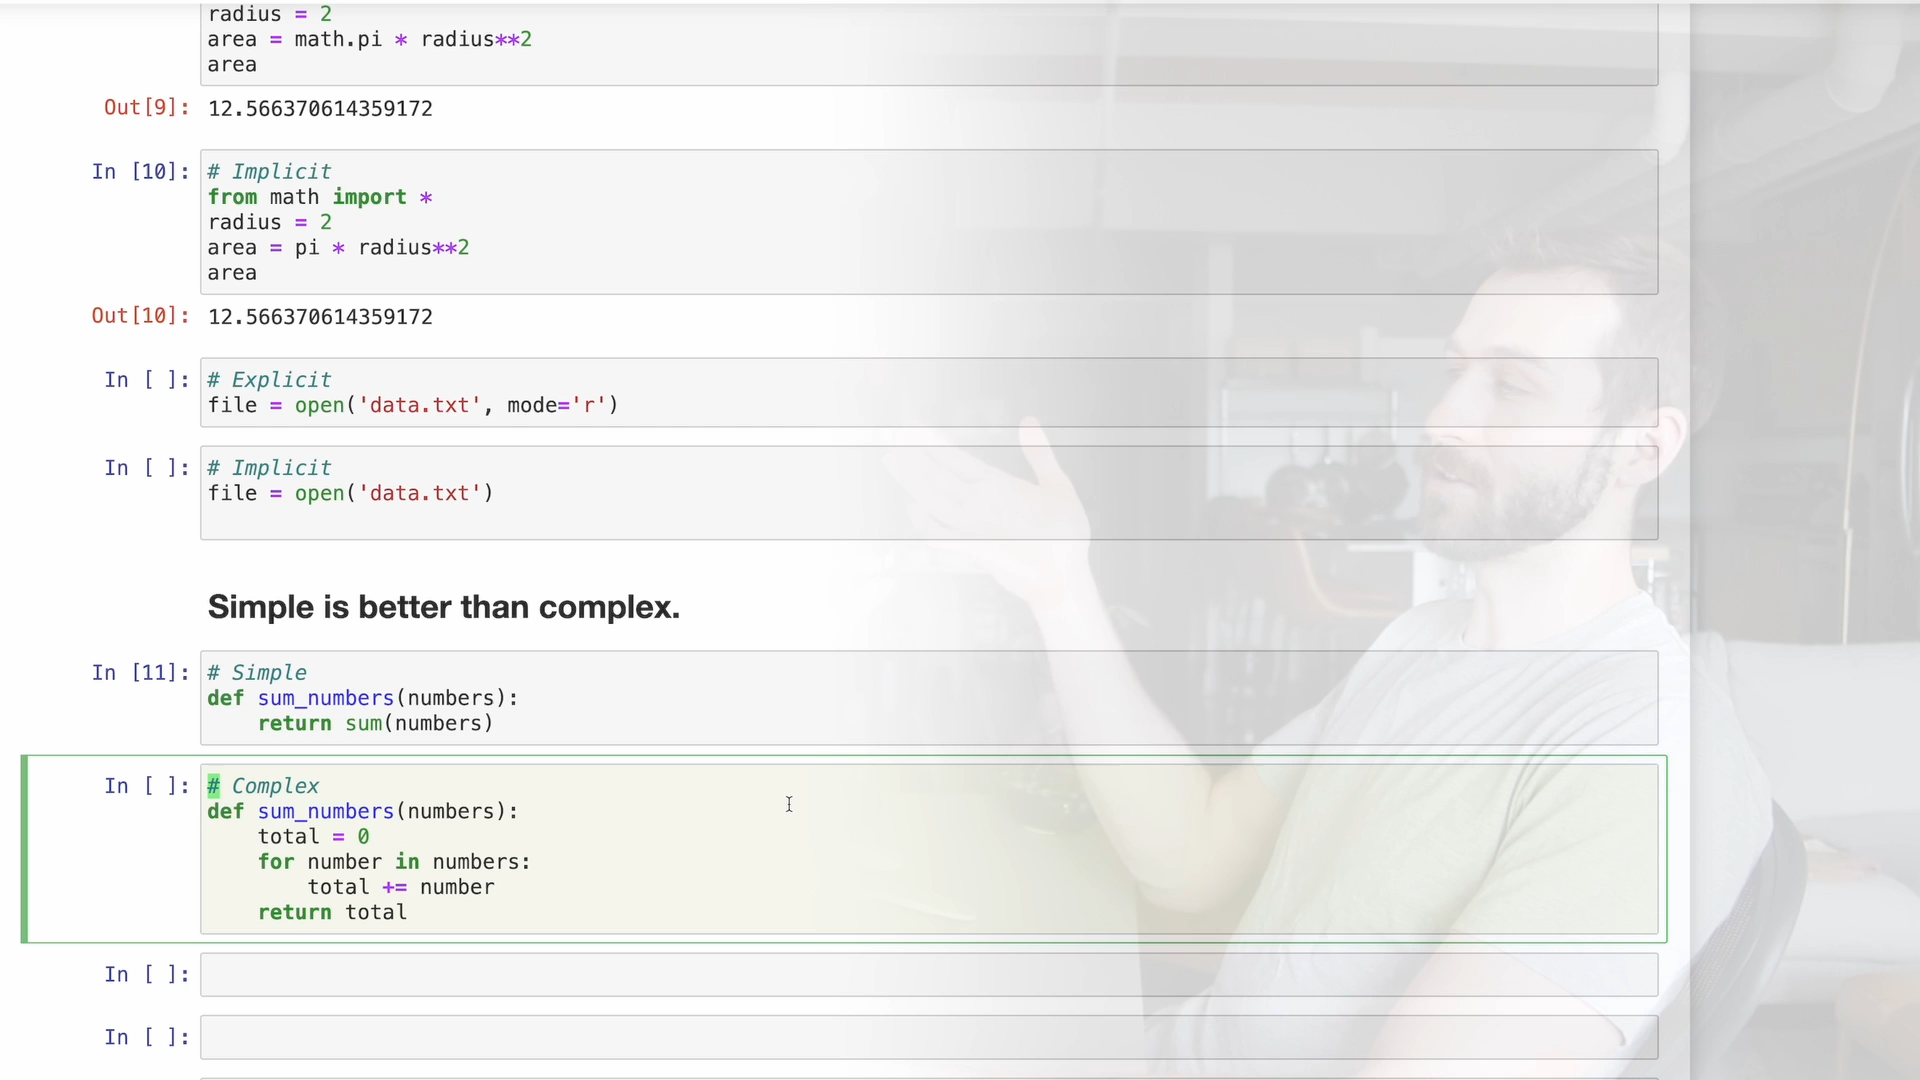 radius = 2
area = math.pi * radius**2
area
Out[9]: 12.566370614359172
In [10]: # Implicit
from math import *
radius = 2
area = pi * radius**2
area
Out[10]: 12.566370614359172
In [ ]: # Explicit
file = open('data.txt', mode='r')
In [ ]: # Implicit
file = open('data.txt')
Simple is better than complex.
In [11]: # Simple
def sum_numbers(numbers):
    return sum(numbers)
In [ ]: # Complex
def sum_numbers(numbers):
    total = 0
    for number in numbers:
        total += number
    return total
In [ ]:
In [ ]: